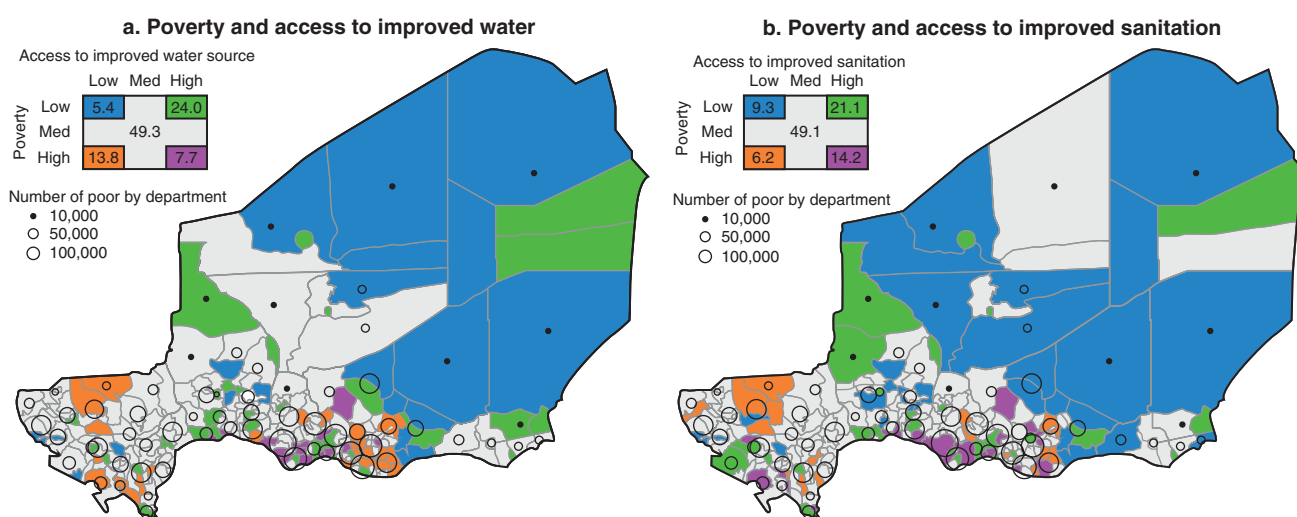 a. Poverty and access to improved water
Access to improved water source
Low Med High
Poverty
Low 5.4 24.0
Med 49.3
High 13.8 7.7
Number of poor by department
10,000
50,000
100,000
b. Poverty and access to improved sanitation
Access to improved sanitation
Low Med High
Poverty
Low 9.3 21.1
Med 49.1
High 6.2 14.2
Number of poor by department
10,000
50,000
100,000